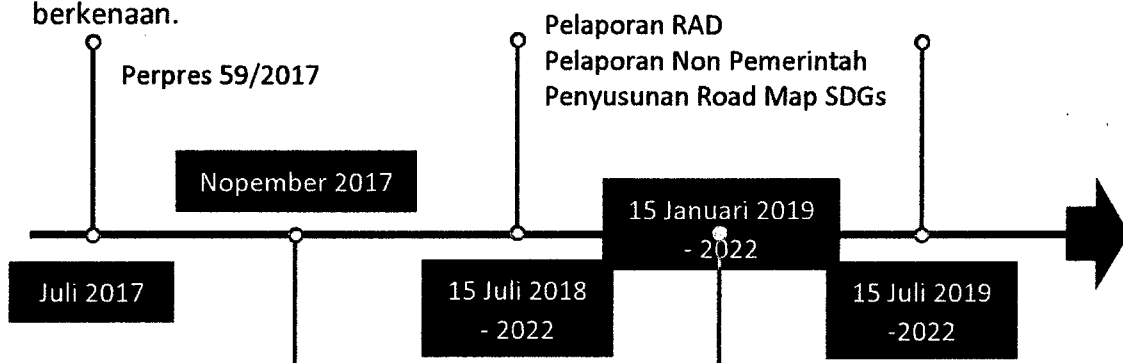 berkenaan.
Perpres 59/2017
Pelaporan RAD
Pelaporan Non Pemerintah
Penyusunan Road Map SDGs
Nopember 2017
15 Januari 2019
- 2022
Juli 2017
15 Juli 2018
- 2022
15 Juli 2019
-2022